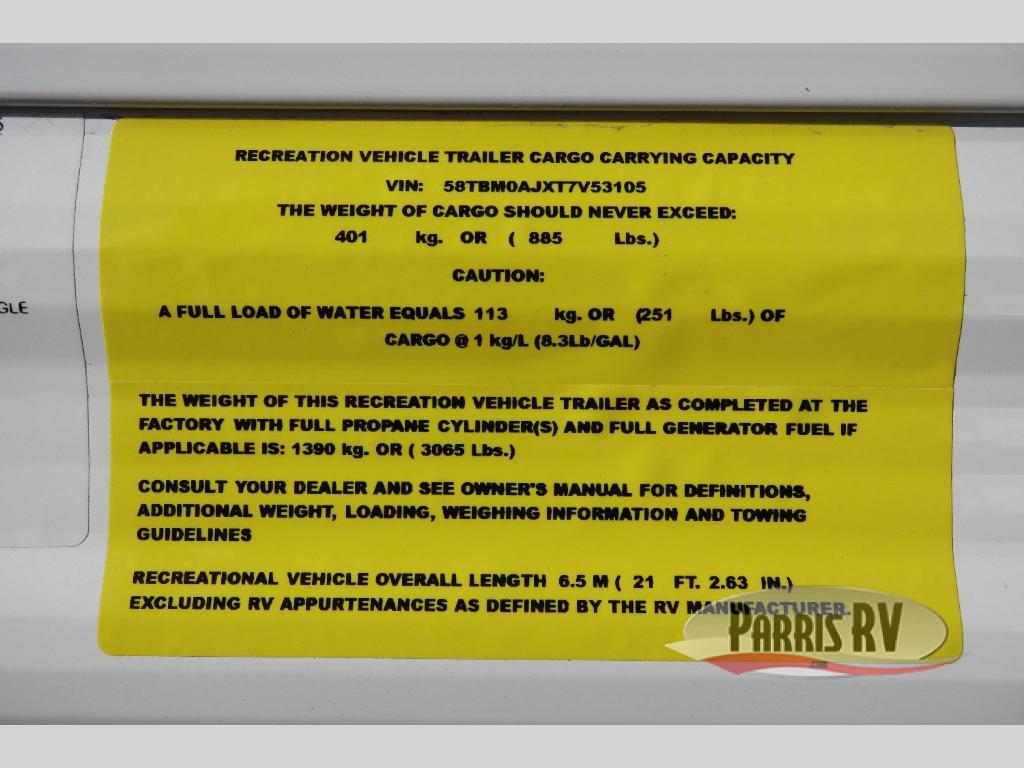 RECREATION VEHICLE TRAILER CARGO CARRYING CAPACITY
VIN: 58TBM0AJXT7V53105
THE WEIGHT OF CARGO SHOULD NEVER EXCEED:
401 kg. OR ( 885 Lbs.)
CAUTION:
A FULL LOAD OF WATER EQUALS 113 kg. OR (251 Lbs.) OF
CARGO @ 1 kg/L (8.3Lb/GAL)
GLE
THE WEIGHT OF THIS RECREATION VEHICLE TRAILER AS COMPLETED AT THE
FACTORY WITH FULL PROPANE CYLINDER(S) AND FULL GENERATOR FUEL IF
APPLICABLE IS: 1390 kg. OR ( 3065 Lbs.)
CONSULT YOUR DEALER AND SEE OWNER'S MANUAL FOR DEFINITIONS,
ADDITIONAL WEIGHT, LOADING, WEIGHING INFORMATION AND TOWING
GUIDELINES
RECREATIONAL VEHICLE OVERALL LENGTH 6.5 M ( 21 FT. 2.63 IN.)
EXCLUDING RV APPURTENANCES AS DEFINED BY THE RV MANUFACTURER.
PARRIS RV
.com